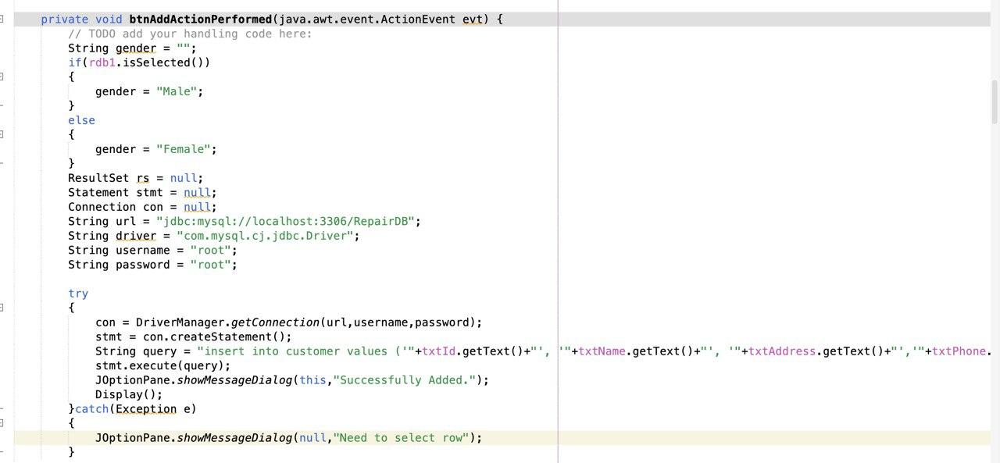 private void btnAddActionPerformed(java.awt.event.ActionEvent evt) {
// TODO add your handling code here:
String gender = "";
if(rdb1.isSelected())
{
gender = "Male";
}
else
{
gender = "Female";
}
ResultSet rs = null;
Statement stmt = null;
Connection con = null;
String url = "jdbc:mysql://localhost:3306/RepairDB";
String driver = "com.mysql.cj.jdbc.Driver";
String username = "root";
String password = "root";
try
{
con = DriverManager.getConnection(url,username,password);
stmt = con.createStatement();
String query = "insert into customer values ('"+txtId.getText()+"', '"+txtName.getText()+"', '"+txtAddress.getText()+"','"+txtPhone.
stmt.execute(query);
JOptionPane.showMessageDialog(this,"Successfully Added.");
Display();
}catch(Exception e)
{
JOptionPane.showMessageDialog(null,"Need to select row");
}